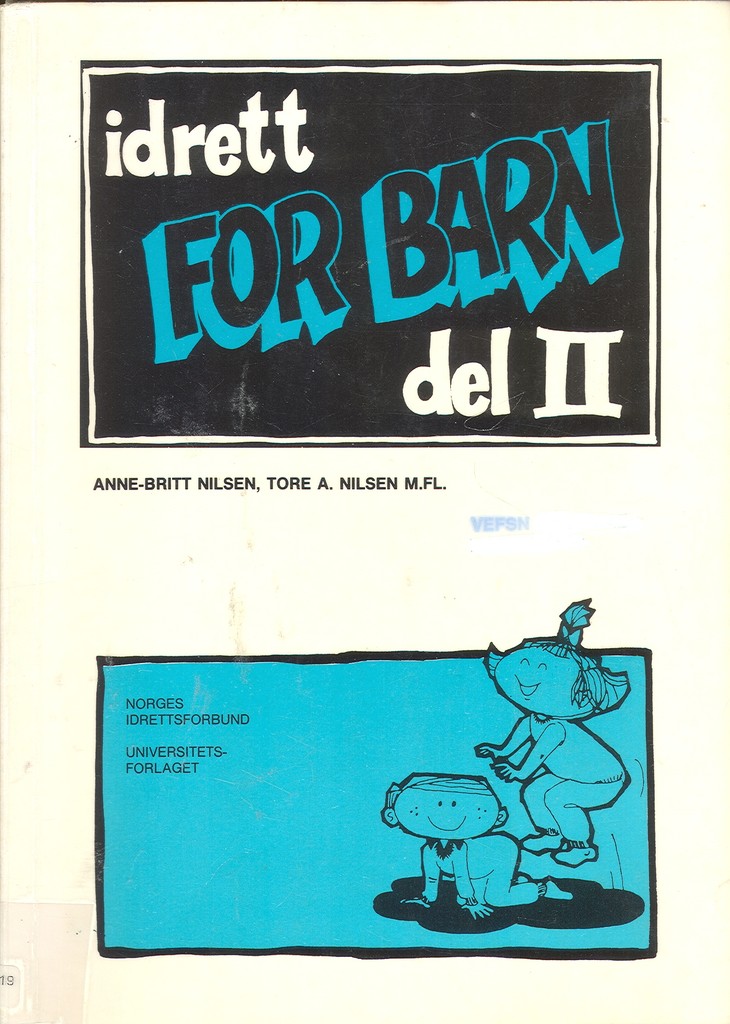 idrett
FOR BARN
del II
ANNE-BRITT NILSEN, TORE A. NILSEN M.FL.
VEFSN
NORGES
IDRETTSFORBUND
UNIVERSITETS-
FORLAGET
19